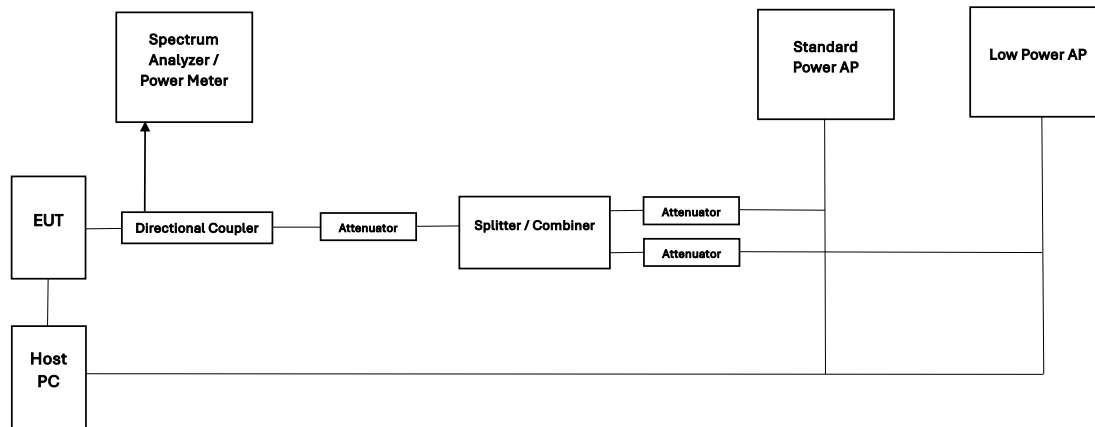 Spectrum
Analyzer /
Power Meter
Standard
Power AP
Low Power AP
EUT
Directional Coupler
Attenuator
Splitter / Combiner
Attenuator
Attenuator
Host
PC